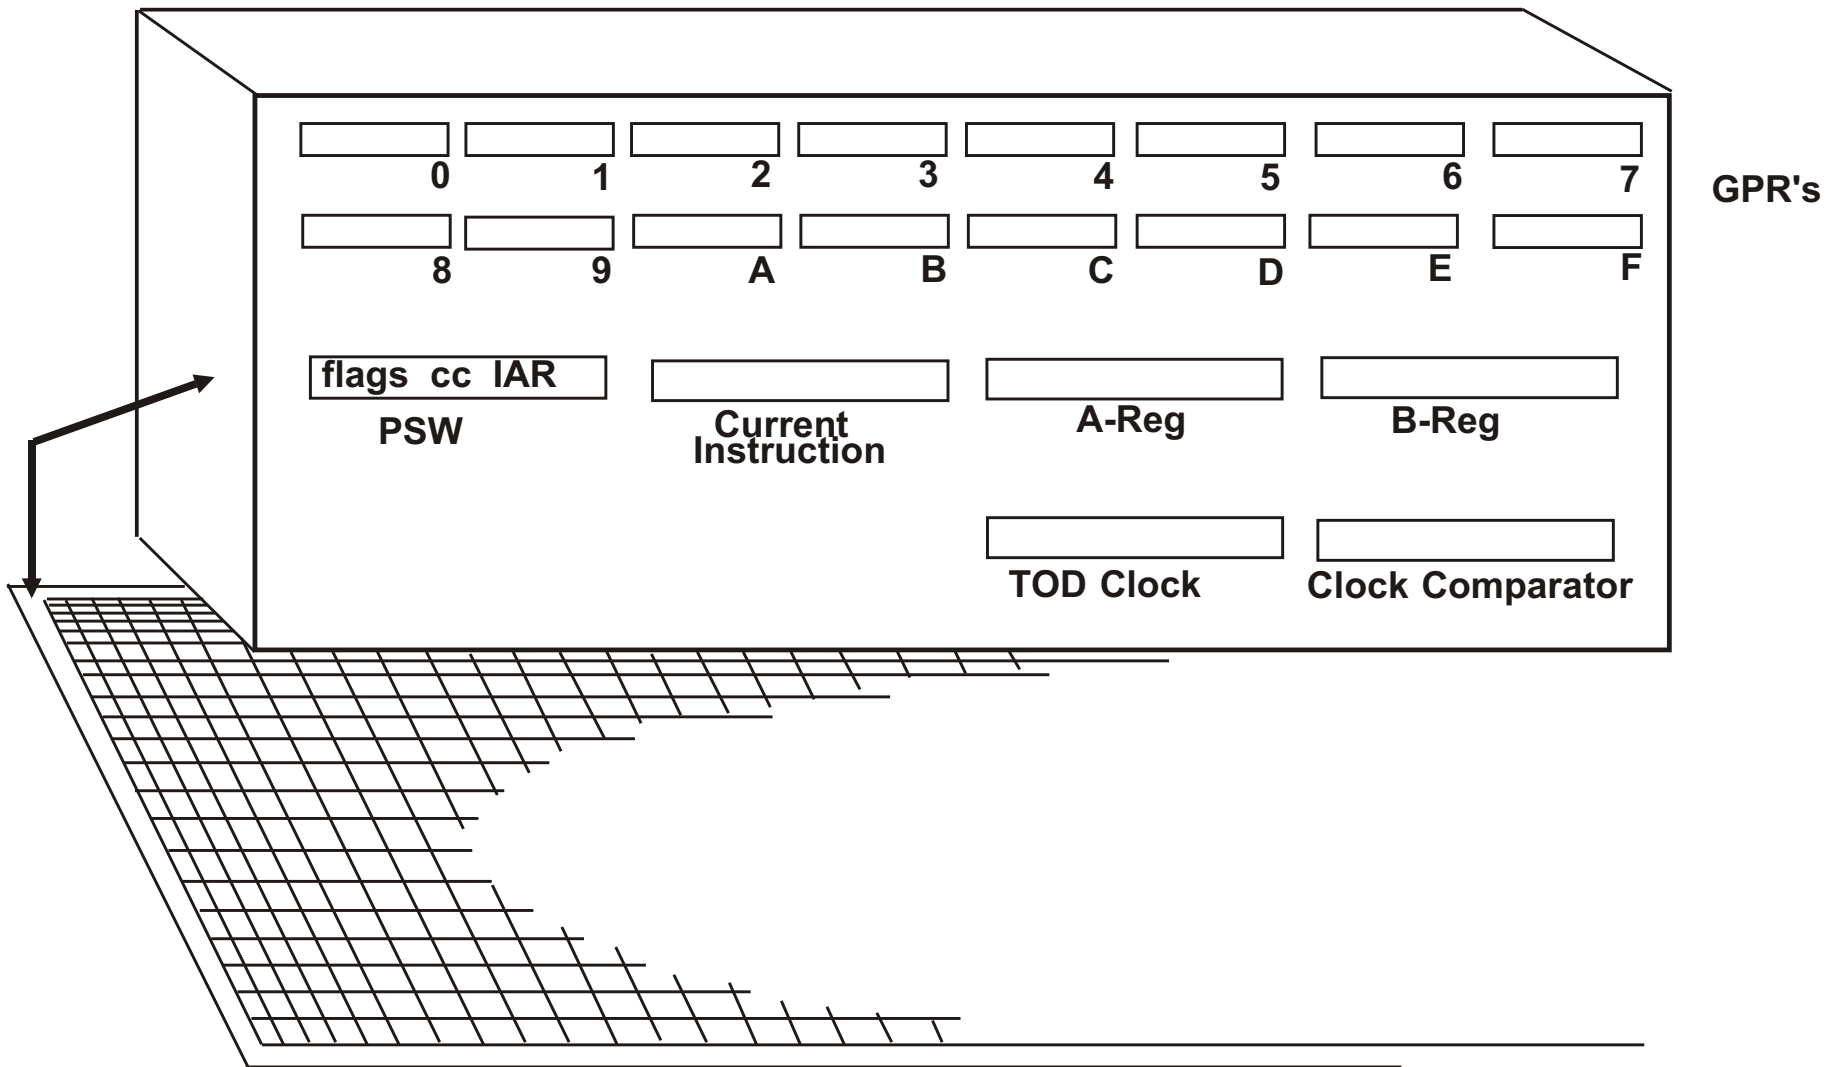 0 1 2 3 4 5 6 7
GPR's
8 9 A B C D E F
flags cc IAR
PSW
Current
Instruction
A-Reg
B-Reg
TOD Clock
Clock Comparator